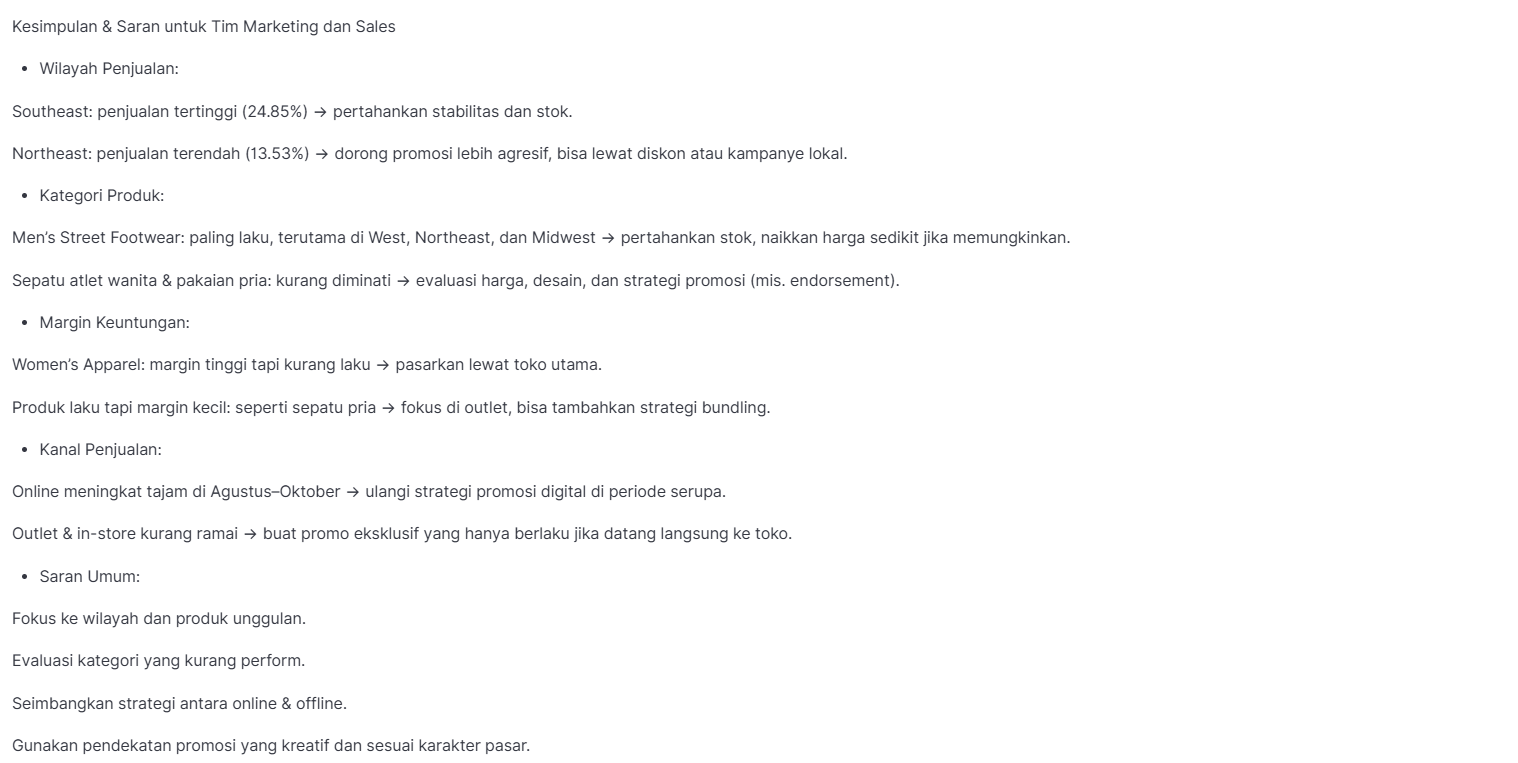 Kesimpulan & Saran untuk Tim Marketing dan Sales
• Wilayah Penjualan:
Southeast: penjualan tertinggi (24.85%) → pertahankan stabilitas dan stok.
Northeast: penjualan terendah (13.53%) → dorong promosi lebih agresif, bisa lewat diskon atau kampanye lokal.
• Kategori Produk:
Men’s Street Footwear: paling laku, terutama di West, Northeast, dan Midwest → pertahankan stok, naikkan harga sedikit jika memungkinkan.
Sepatu atlet wanita & pakaian pria: kurang diminati → evaluasi harga, desain, dan strategi promosi (mis. endorsement).
• Margin Keuntungan:
Women’s Apparel: margin tinggi tapi kurang laku → pasarkan lewat toko utama.
Produk laku tapi margin kecil: seperti sepatu pria → fokus di outlet, bisa tambahkan strategi bundling.
• Kanal Penjualan:
Online meningkat tajam di Agustus–Oktober → ulangi strategi promosi digital di periode serupa.
Outlet & in-store kurang ramai → buat promo eksklusif yang hanya berlaku jika datang langsung ke toko.
• Saran Umum:
Fokus ke wilayah dan produk unggulan.
Evaluasi kategori yang kurang perform.
Seimbangkan strategi antara online & offline.
Gunakan pendekatan promosi yang kreatif dan sesuai karakter pasar.